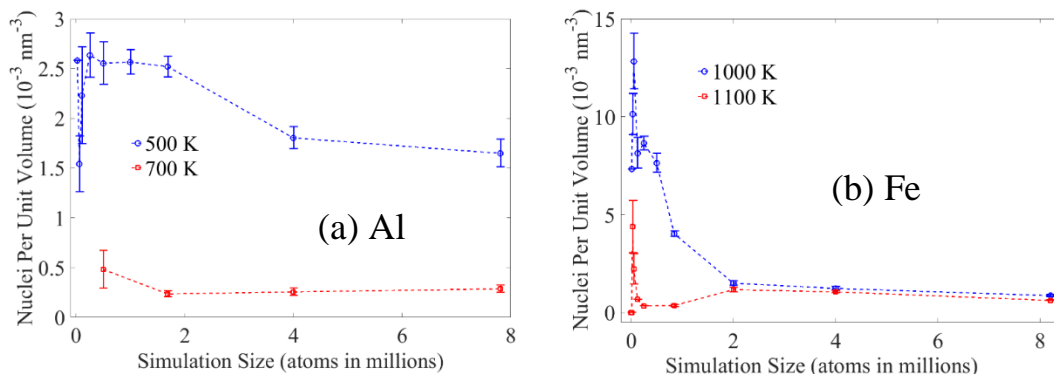 Nuclei Per Unit Volume (10⁻³ nm⁻³)
3
2.5
2
1.5
1
0.5
0
500 K
700 K
(a) Al
0 2 4 6 8
Simulation Size (atoms in millions)
Nuclei Per Unit Volume (10⁻³ nm⁻³)
15
10
5
0
1000 K
1100 K
(b) Fe
0 2 4 6 8
Simulation Size (atoms in millions)